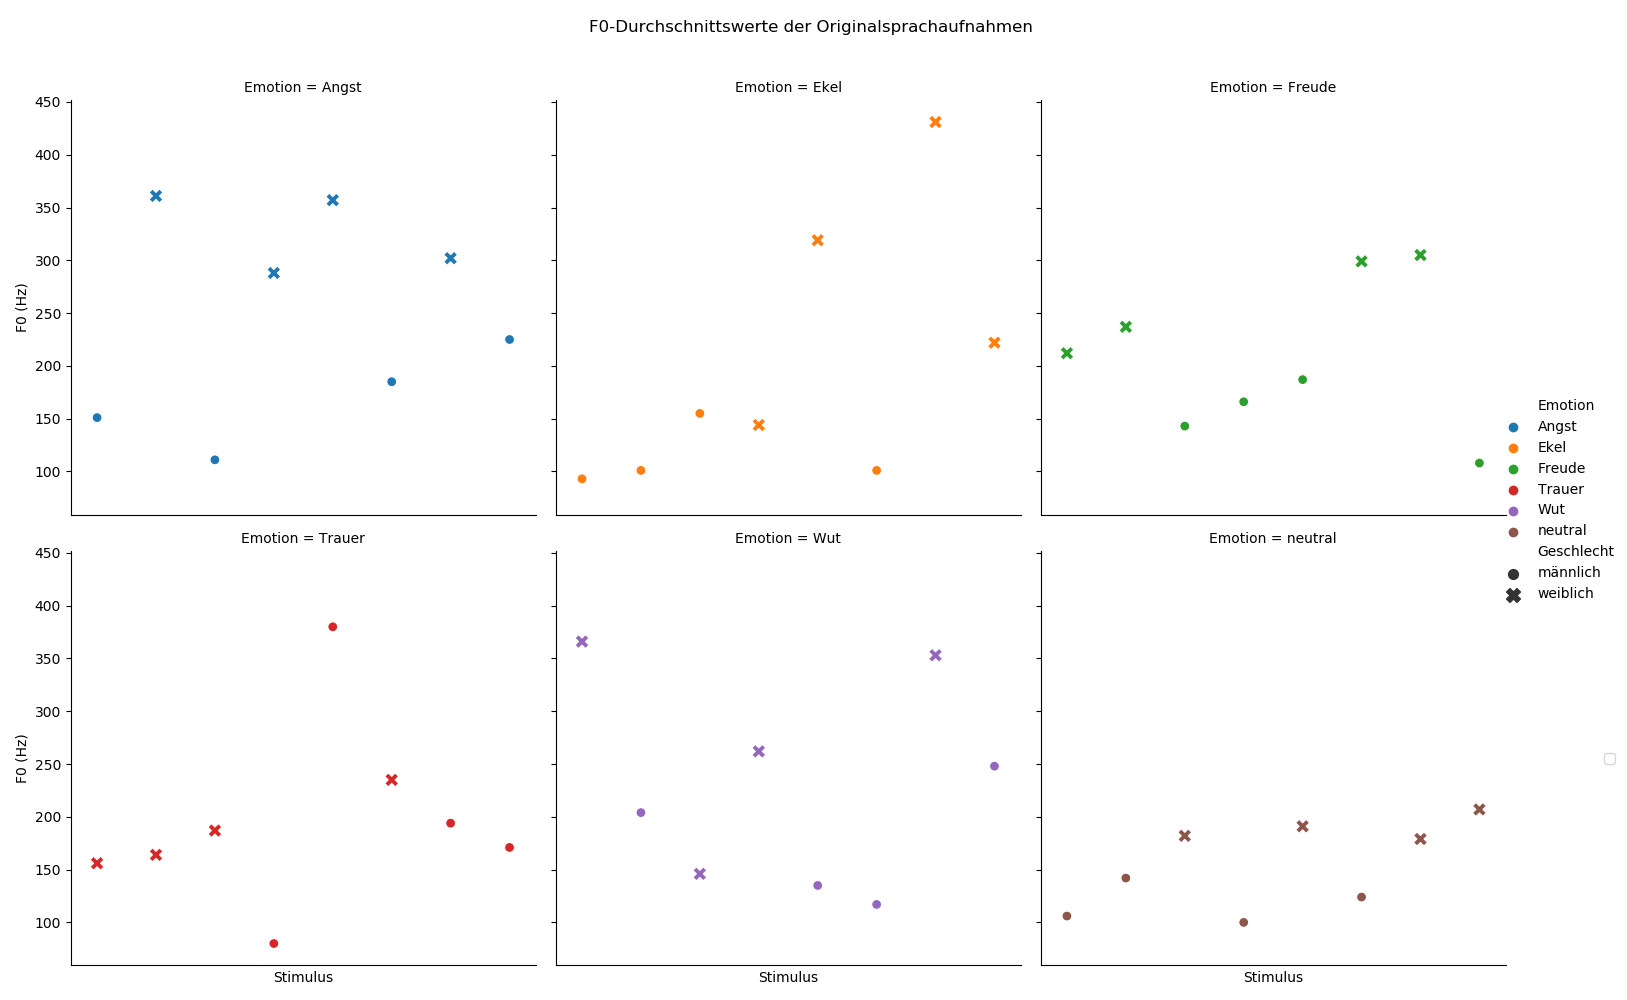 F0-Durchschnittswerte der Originalsprachaufnahmen
Emotion = Angst
Emotion = Ekel
Emotion = Freude
450
400
350
300
250
200
150
100
F0 (Hz)
Emotion = Trauer
Emotion = Wut
Emotion = neutral
450
400
350
300
250
200
150
100
F0 (Hz)
Stimulus
Stimulus
Stimulus
Emotion
Angst
Ekel
Freude
Trauer
Wut
neutral
Geschlecht
männlich
weiblich